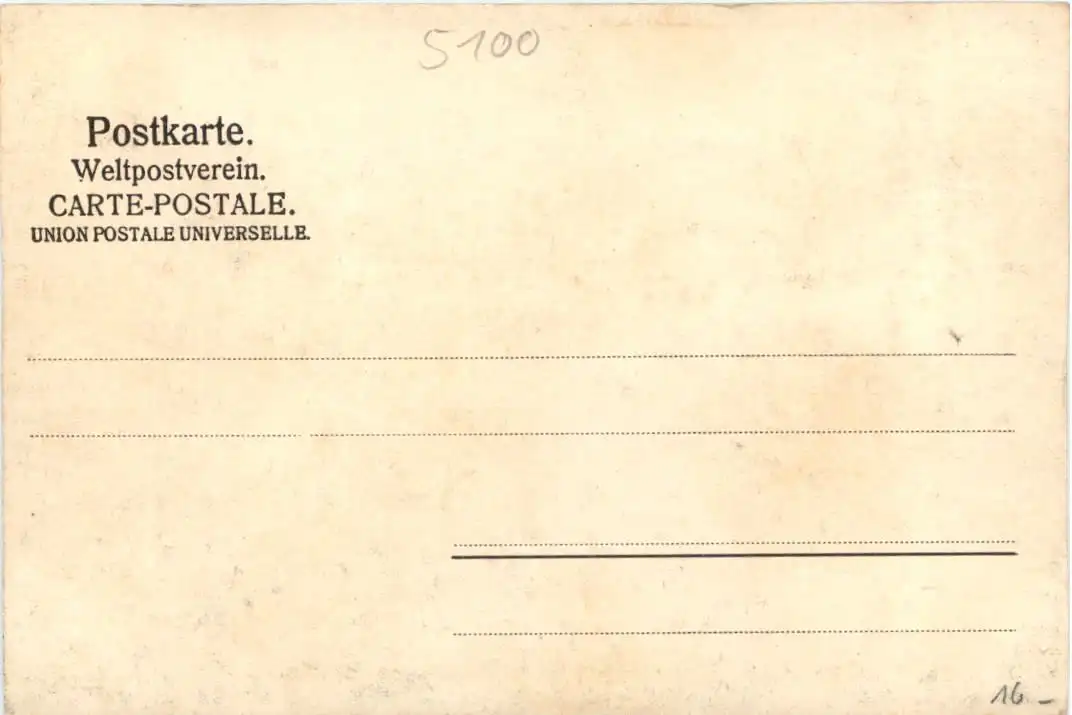 5100
Postkarte.
Weltpostverein.
CARTE-POSTALE.
UNION POSTALE UNIVERSELLE.
16 -